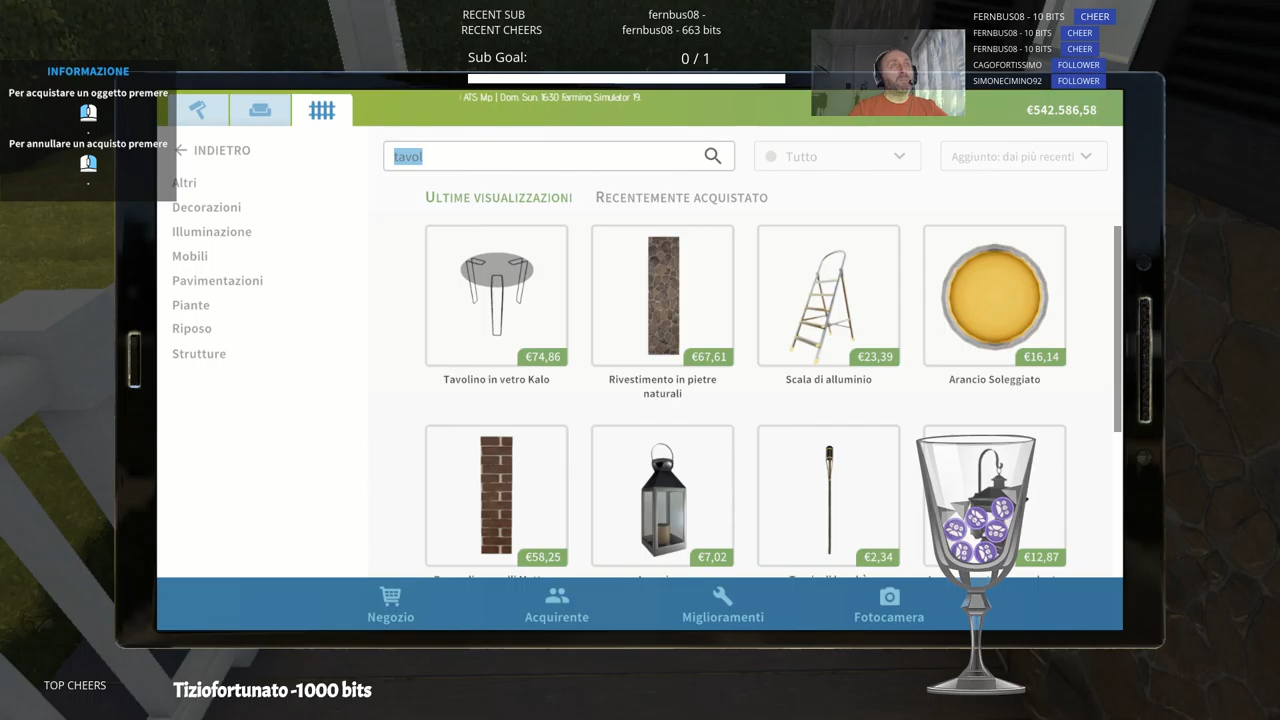 RECENT SUB
RECENT CHEERS
fernbus08 -
fernbus08 - 663 bits
Sub Goal:
0 / 1
FERNBUS08 - 10 BITS CHEER
FERNBUS08 - 10 BITS CHEER
FERNBUS08 - 10 BITS CHEER
CAGOFORTISSIMO FOLLOWER
SIMONECIMINO92 FOLLOWER
INFORMAZIONE
Per acquistare un oggetto premere
.
Per annullare un acquisto premere
.
ATS Mp | Dom. Sun. 16:30 Farming Simulator 19.
€542.586,58
INDIETRO
Altri
Decorazioni
Illuminazione
Mobili
Pavimentazioni
Piante
Riposo
Strutture
tavol
Tutto
Aggiunto: dai più recenti
ULTIME VISUALIZZAZIONI
RECENTEMENTE ACQUISTATO
€74,86
Tavolino in vetro Kalo
€67,61
Rivestimento in pietre
naturali
€23,39
Scala di alluminio
€16,14
Arancio Soleggiato
€58,25
€7,02
€2,34
€12,87
Negozio
Acquirente
Miglioramenti
Fotocamera
TOP CHEERS
Tiziofortunato -1000 bits